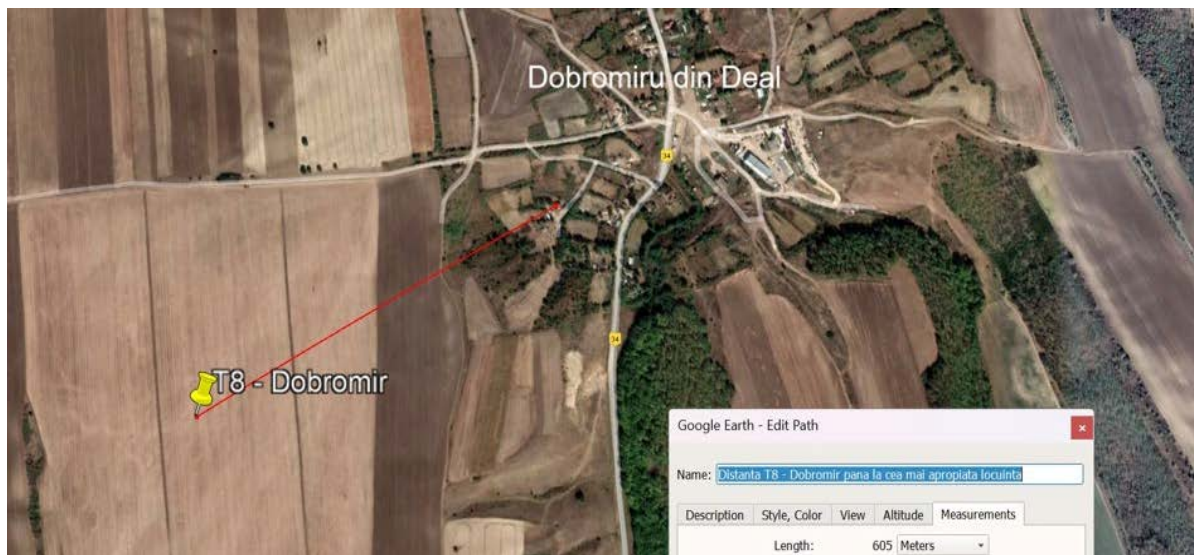 Dobromiru din Deal
34
34
T8 - Dobromir
Google Earth - Edit Path
Name: Distanta T8 - Dobromir pana la cea mai apropiata locuinta
Description Style, Color View Altitude Measurements
Length: 605 Meters